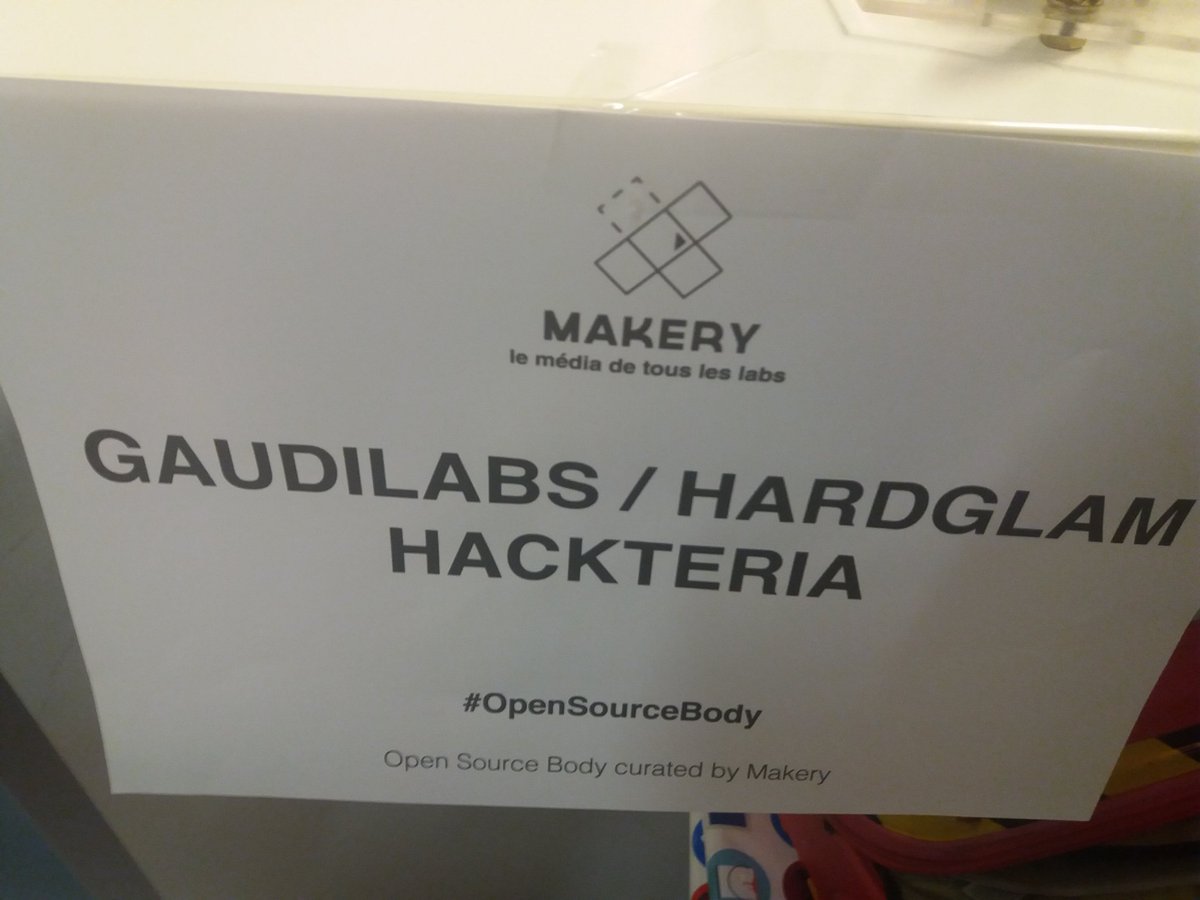 MAKERY
le média de tous les labs
GAUDILABS / HARDGLAM
HACKTERIA
#OpenSourceBody
Open Source Body curated by Makery